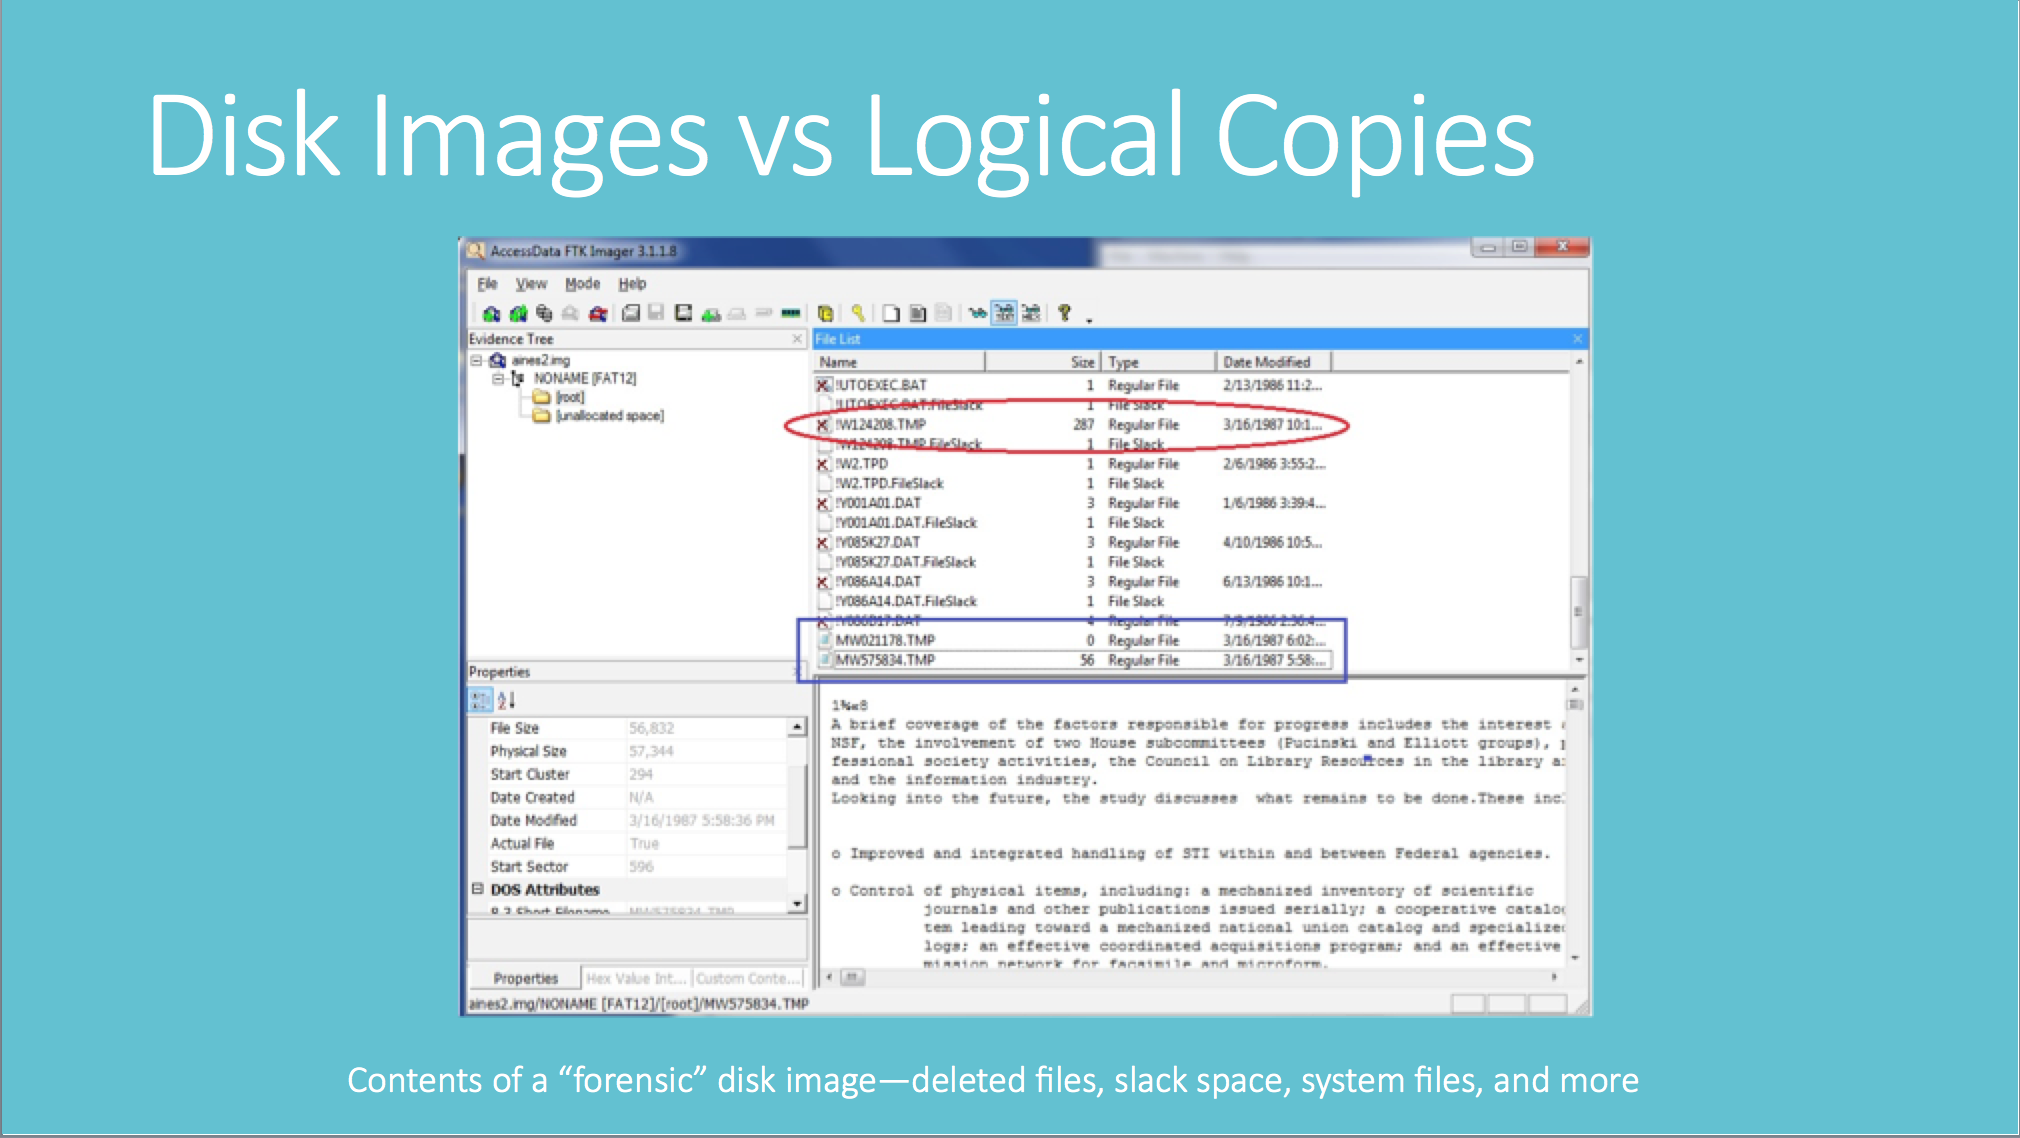 Disk Images vs Logical Copies
AccessData FTK Imager 3.1.1.8
File View Mode Help
Evidence Tree
aines2.img
NONAME [FAT12]
[root]
[unallocated space]
File List
Name Size Type Date Modified
!UTOEXEC.BAT 1 Regular File 2/13/1986 11:2...
!UTOEXEC.BAT.FileSlack 1 File Slack
!W124208.TMP 287 Regular File 3/16/1987 10:1...
!W124208.TMP.FileSlack 1 File Slack
!W2.TPD 1 Regular File 2/6/1986 3:55:2...
!W2.TPD.FileSlack 1 File Slack
!Y001A01.DAT 3 Regular File 1/6/1986 3:39:4...
!Y001A01.DAT.FileSlack 1 File Slack
!Y085K27.DAT 3 Regular File 4/10/1986 10:5...
!Y085K27.DAT.FileSlack 1 File Slack
!Y086A14.DAT 3 Regular File 6/13/1986 10:1...
!Y086A14.DAT.FileSlack 1 File Slack
!Y086B17.DAT 4 Regular File 7/9/1986 2:36:4...
MW021178.TMP 0 Regular File 3/16/1987 6:02:...
MW575834.TMP 56 Regular File 3/16/1987 5:58:...
Properties
File Size 56,832
Physical Size 57,344
Start Cluster 294
Date Created N/A
Date Modified 3/16/1987 5:58:36 PM
Actual File True
Start Sector 596
DOS Attributes
8.3 Short Filename MW575834.TMP
Properties Hex Value Int... Custom Conte...
aines2.img/NONAME [FAT12]/[root]/MW575834.TMP
A brief coverage of the factors responsible for progress includes the interest
NSF, the involvement of two House subcommittees (Pucinski and Elliott groups),
fessional society activities, the Council on Library Resources in the library
and the information industry.
Looking into the future, the study discusses what remains to be done.These
o Improved and integrated handling of STI within and between Federal agencies.
o Control of physical items, including: a mechanized inventory of scientific
journals and other publications issued serially; a cooperative
tem leading toward a mechanized national union catalog and
logs; an effective coordinated acquisitions program; and an effective
mission network for facsimile and microform.
Contents of a “forensic” disk image—deleted files, slack space, system files, and more